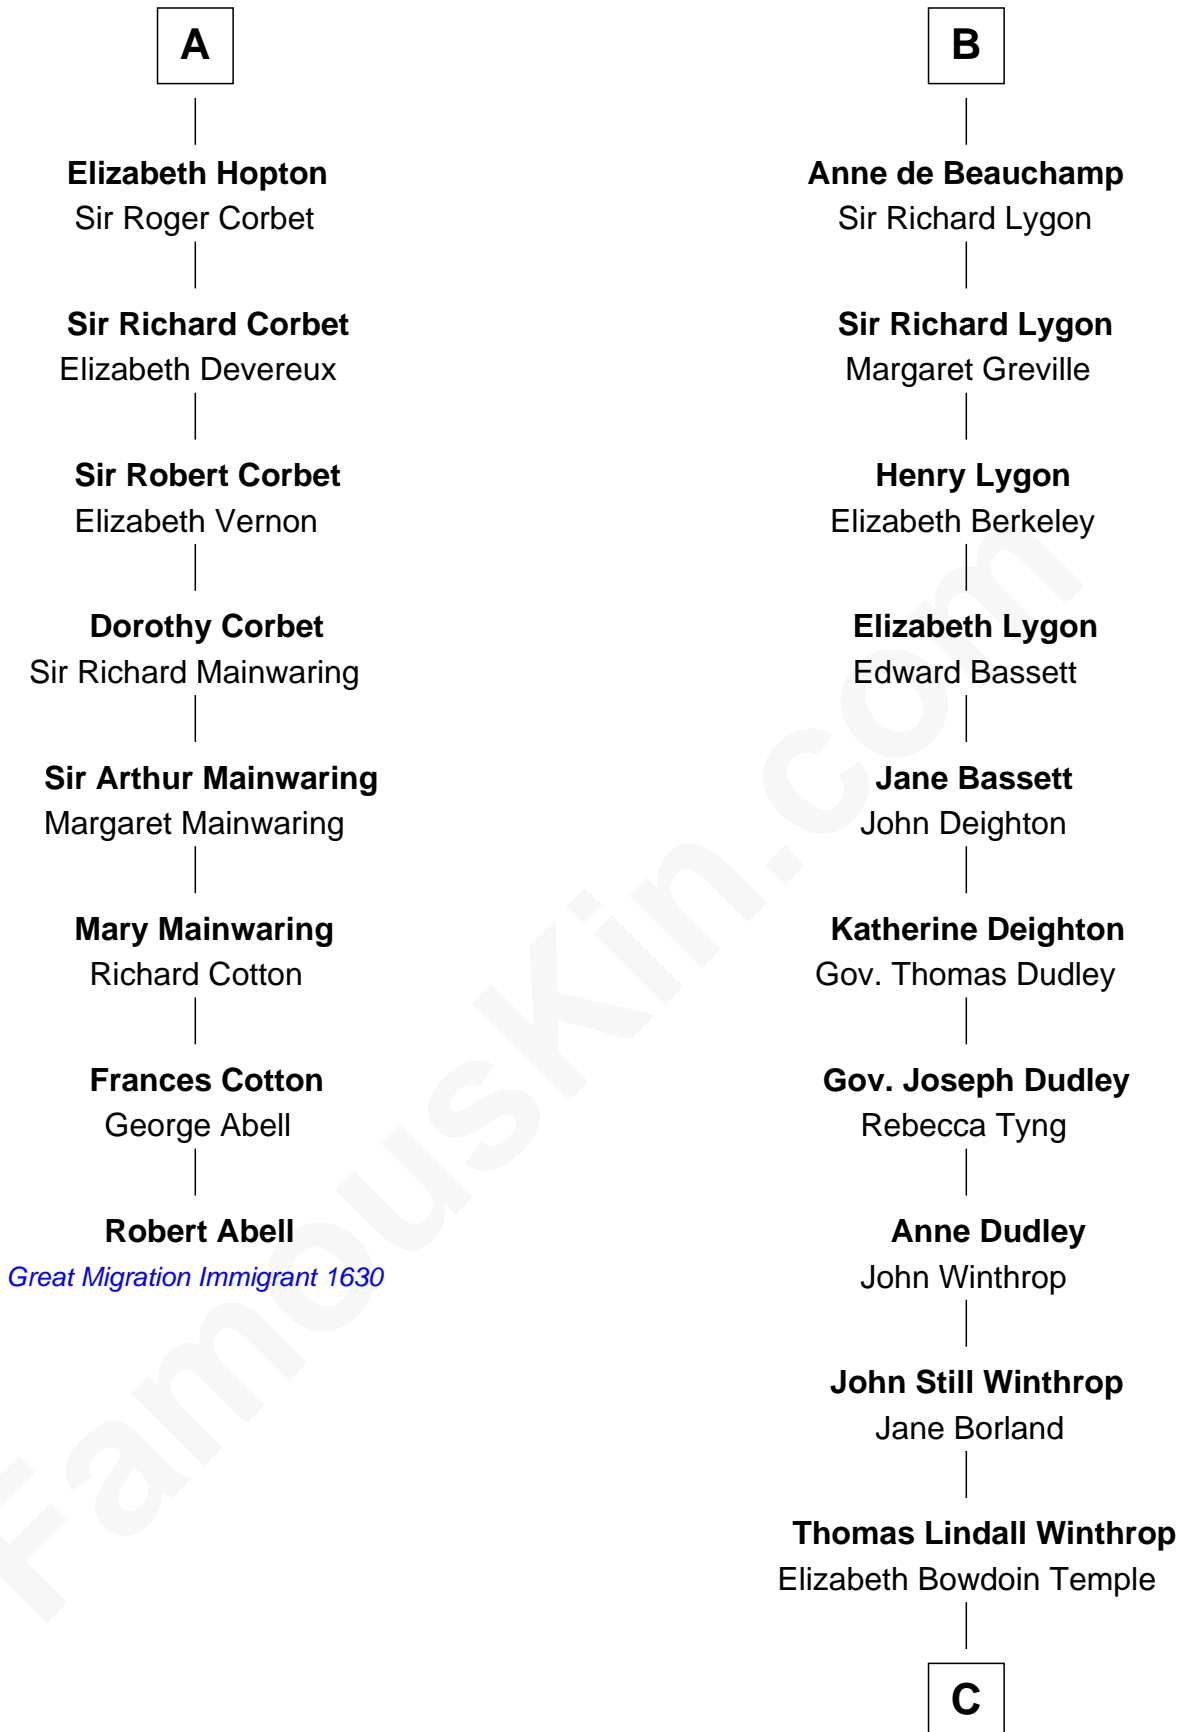 A
Elizabeth Hopton
Sir Roger Corbet
Sir Richard Corbet
Elizabeth Devereux
Sir Robert Corbet
Elizabeth Vernon
Dorothy Corbet
Sir Richard Mainwaring
Sir Arthur Mainwaring
Margaret Mainwaring
Mary Mainwaring
Richard Cotton
Frances Cotton
George Abell
Robert Abell
Great Migration Immigrant 1630
B
Anne de Beauchamp
Sir Richard Lygon
Sir Richard Lygon
Margaret Greville
Henry Lygon
Elizabeth Berkeley
Elizabeth Lygon
Edward Bassett
Jane Bassett
John Deighton
Katherine Deighton
Gov. Thomas Dudley
Gov. Joseph Dudley
Rebecca Tyng
Anne Dudley
John Winthrop
John Still Winthrop
Jane Borland
Thomas Lindall Winthrop
Elizabeth Bowdoin Temple
C
FamousKin.com